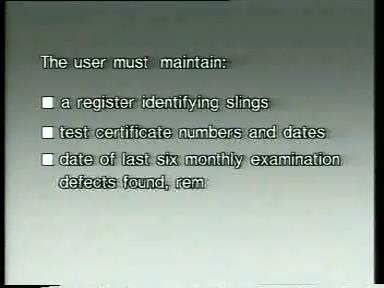 The user must maintain:
a register identifying slings
test certificate numbers and dates
date of last six monthly examination
defects found, rem